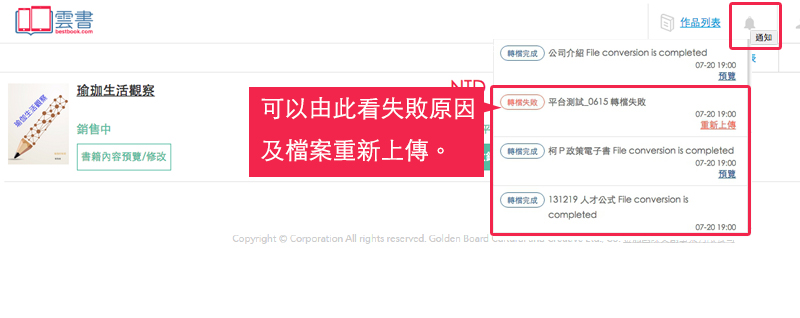 雲書
bestbook.com
作品列表
通知
轉檔完成 公司介紹 File conversion is completed
07-20 19:00
預覽
表
瑜珈生活觀察
瑜珈生活觀察
NTD
銷售中
書籍內容預覽/修改
可以由此看失敗原因
及檔案重新上傳。
轉檔失敗 平台測試_0615 轉檔失敗
07-20 19:00
重新上傳
轉檔完成 柯P政策電子書 File conversion is completed
07-20 19:00
預覽
轉檔完成 131219 人才公式 File conversion is
completed
07-20 19:00
Copyright © Corporation All rights reserved. Golden Board